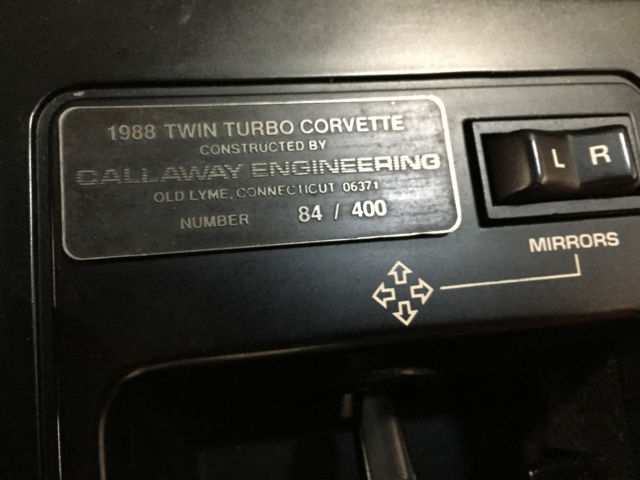 1988 TWIN TURBO CORVETTE
CONSTRUCTED BY
CALLAWAY ENGINEERING
OLD LYME, CONNECTICUT 06371
NUMBER 84 / 400
L R
MIRRORS